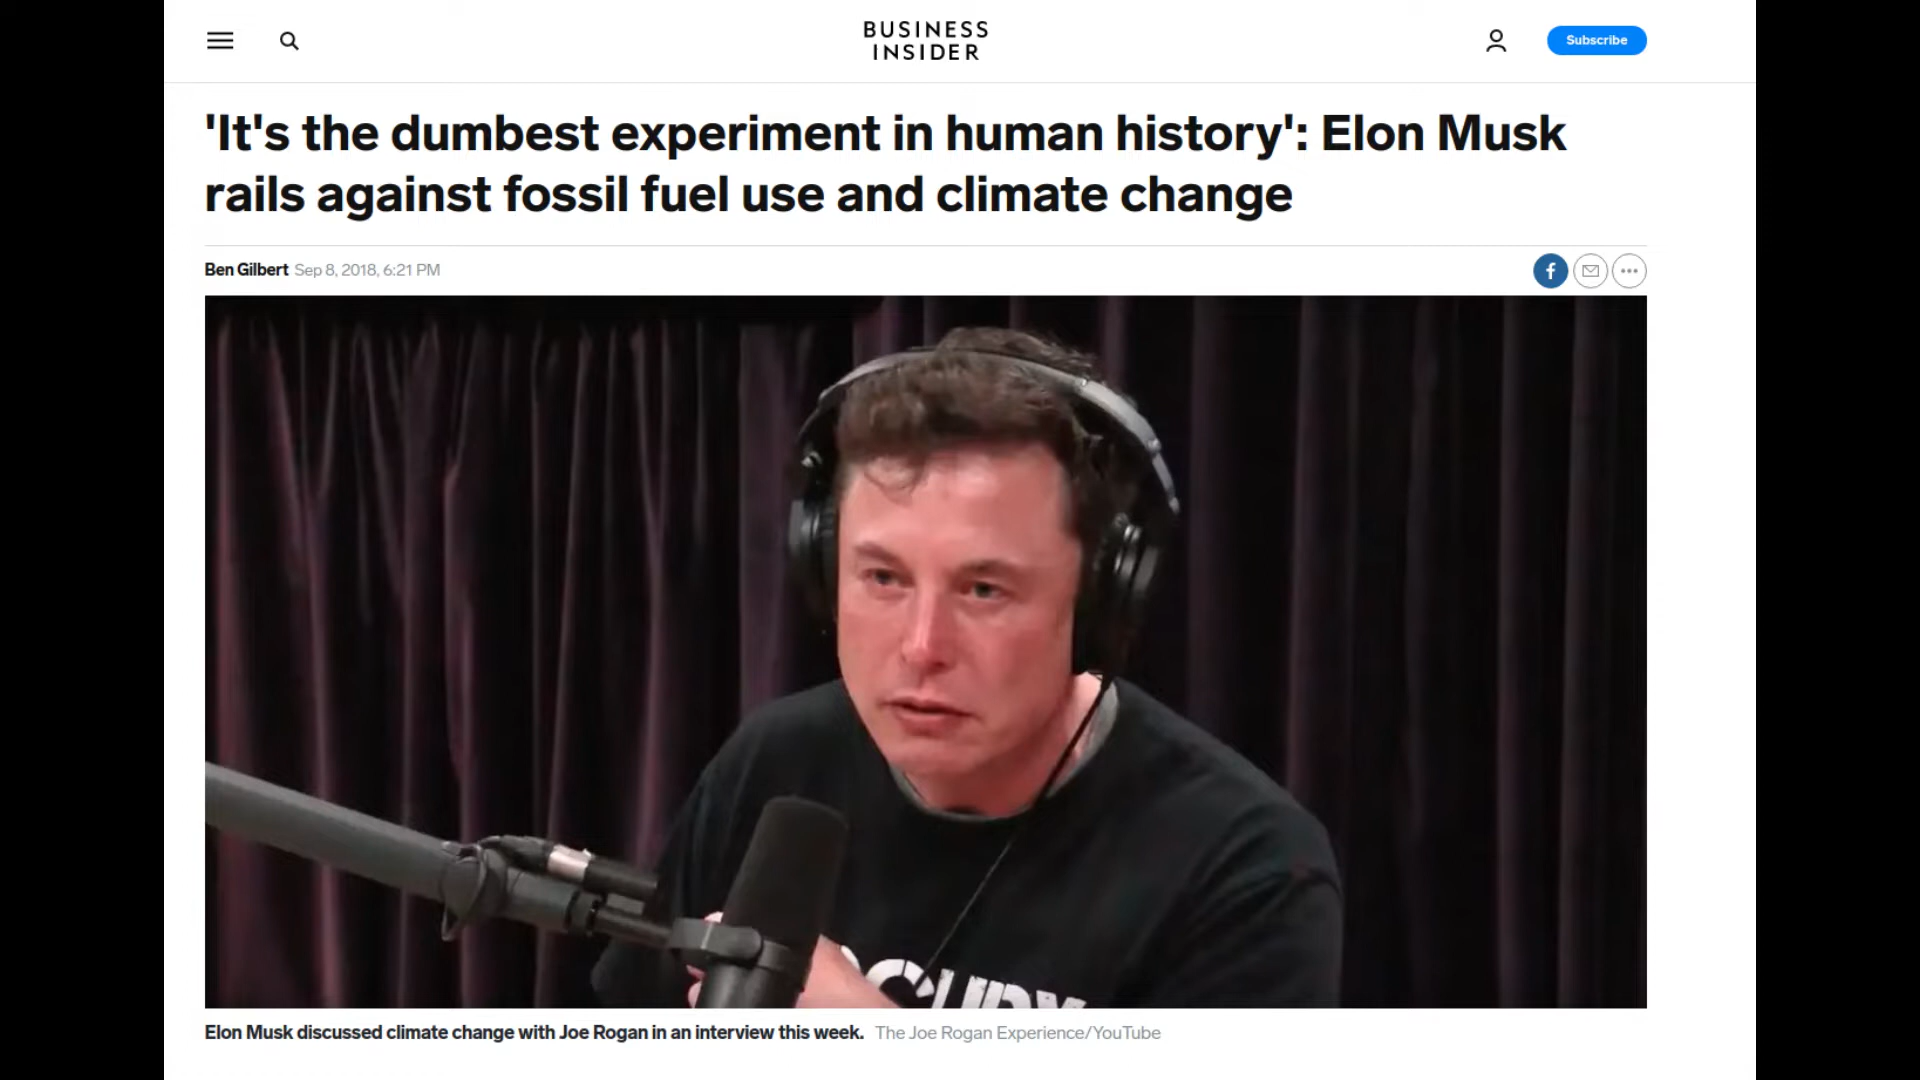 BUSINESS
INSIDER
Subscribe
'It's the dumbest experiment in human history': Elon Musk
rails against fossil fuel use and climate change
Ben Gilbert Sep 8, 2018, 6:21 PM
Elon Musk discussed climate change with Joe Rogan in an interview this week. The Joe Rogan Experience/YouTube